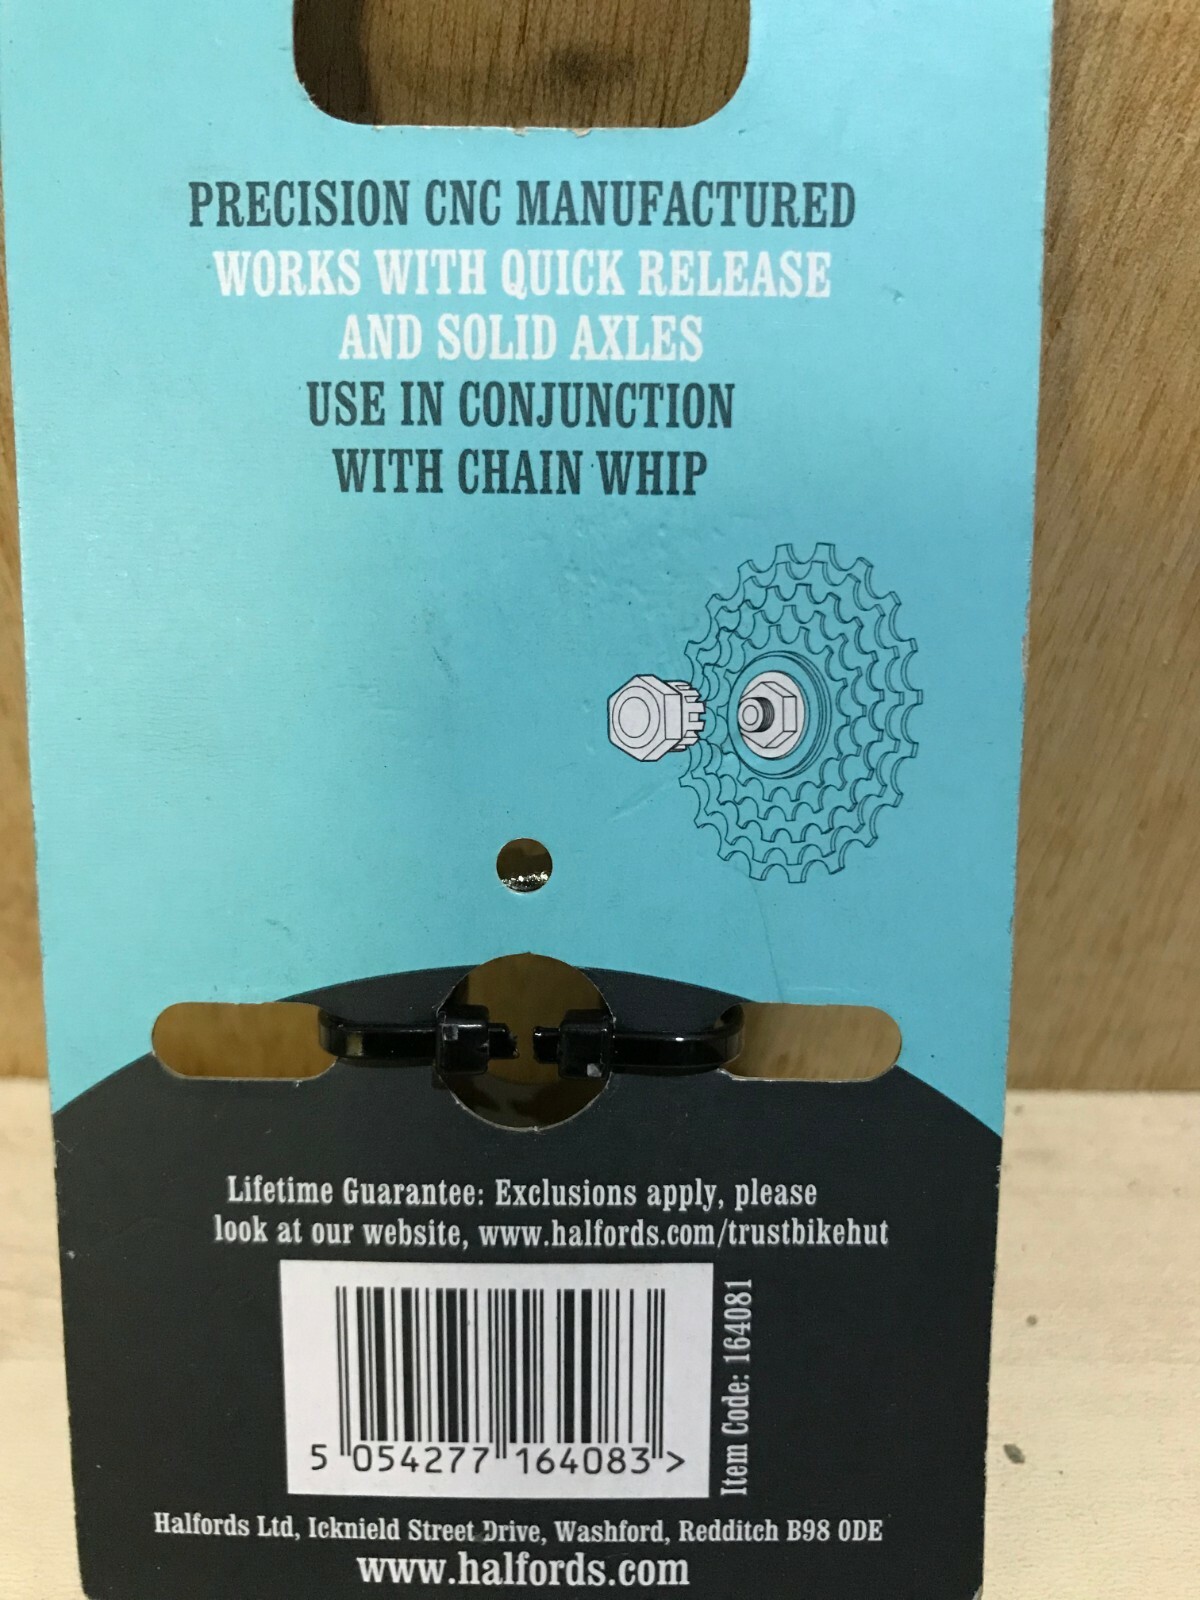 PRECISION CNC MANUFACTURED
WORKS WITH QUICK RELEASE
AND SOLID AXLES
USE IN CONJUNCTION
WITH CHAIN WHIP
Lifetime Guarantee: Exclusions apply, please
look at our website, www.halfords.com/trustbikehut
5 054277 164083 >
Item Code: 164081
Halfords Ltd, Icknield Street Drive, Washford, Redditch B98 0DE
www.halfords.com